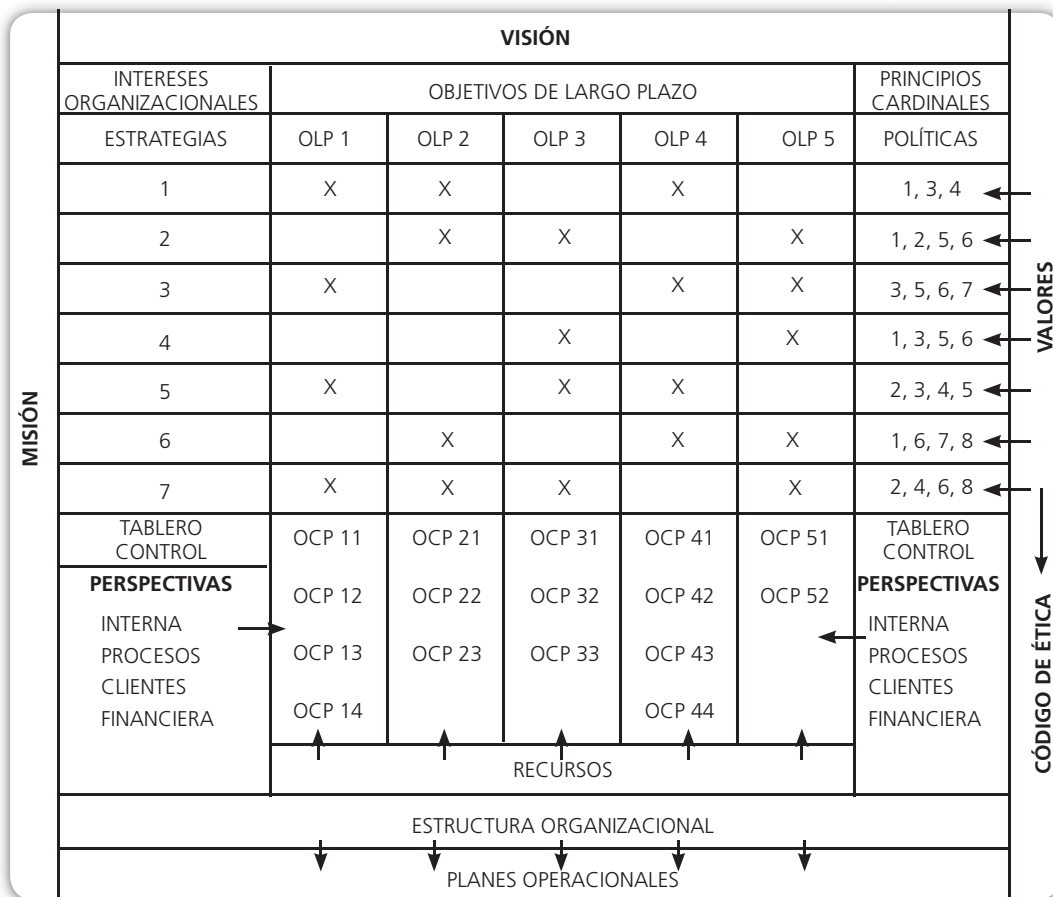 VISIÓN
INTERESES
ORGANIZACIONALES
OBJETIVOS DE LARGO PLAZO
PRINCIPIOS
CARDINALES
ESTRATEGIAS OLP 1 OLP 2 OLP 3 OLP 4 OLP 5 POLÍTICAS
1 X X X 1, 3, 4
2 X X X 1, 2, 5, 6
3 X X X 3, 5, 6, 7
4 X X 1, 3, 5, 6
5 X X X 2, 3, 4, 5
6 X X X 1, 6, 7, 8
7 X X X X 2, 4, 6, 8
TABLERO
CONTROL
OCP 11 OCP 21 OCP 31 OCP 41 OCP 51
TABLERO
CONTROL
PERSPECTIVAS
OCP 12 OCP 22 OCP 32 OCP 42 OCP 52
PERSPECTIVAS
INTERNA
PROCESOS
CLIENTES
FINANCIERA
OCP 13 OCP 23 OCP 33 OCP 43
OCP 14 OCP 44
INTERNA
PROCESOS
CLIENTES
FINANCIERA
RECURSOS
ESTRUCTURA ORGANIZACIONAL
PLANES OPERACIONALES
MISIÓN
VALORES
CÓDIGO DE ÉTICA